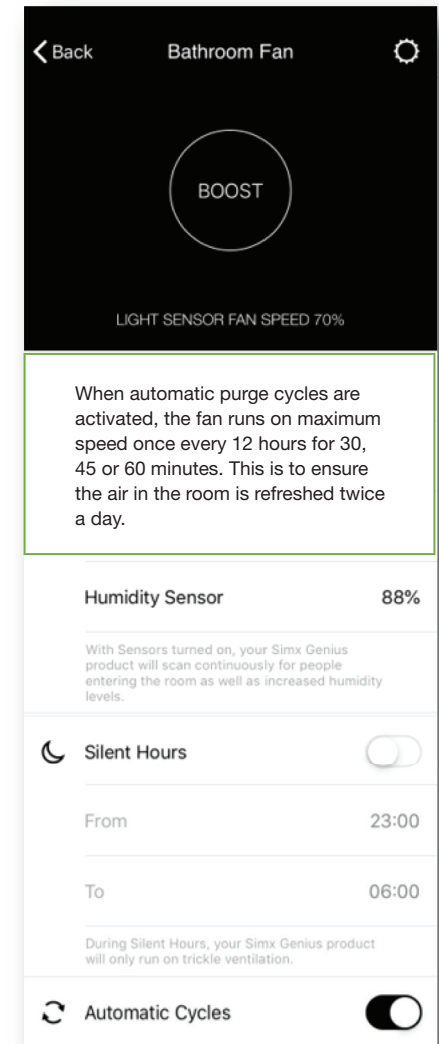 Back
Bathroom Fan
BOOST
LIGHT SENSOR FAN SPEED 70%
When automatic purge cycles are
activated, the fan runs on maximum
speed once every 12 hours for 30,
45 or 60 minutes. This is to ensure
the air in the room is refreshed twice
a day.
Humidity Sensor 88%
With Sensors turned on, your Simx Genius
product will scan continuously for people
entering the room as well as increased humidity
levels.
Silent Hours
From 23:00
To 06:00
During Silent Hours, your Simx Genius product
will only run on trickle ventilation.
Automatic Cycles